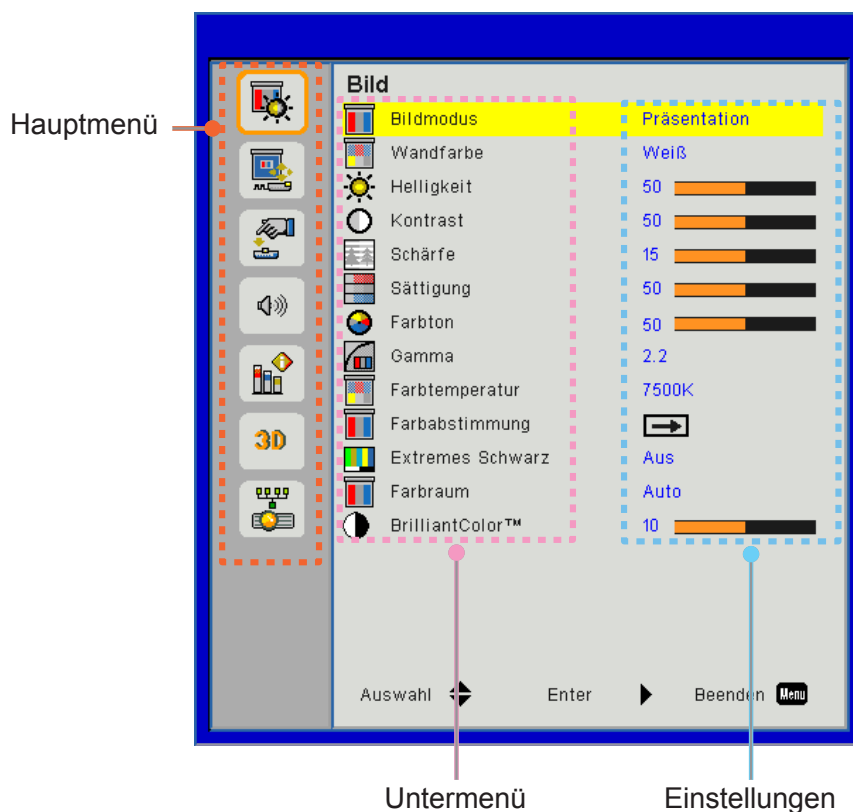 Hauptmenü
Bild
Bildmodus Präsentation
Wandfarbe Weiß
Helligkeit 50
Kontrast 50
Schärfe 15
Sättigung 50
Farbton 50
Gamma 2.2
Farbtemperatur 7500K
Farbabstimmung
3D
Extremes Schwarz Aus
Farbraum Auto
BrilliantColor™ 10
Auswahl Enter Beenden Menu
Untermenü Einstellungen